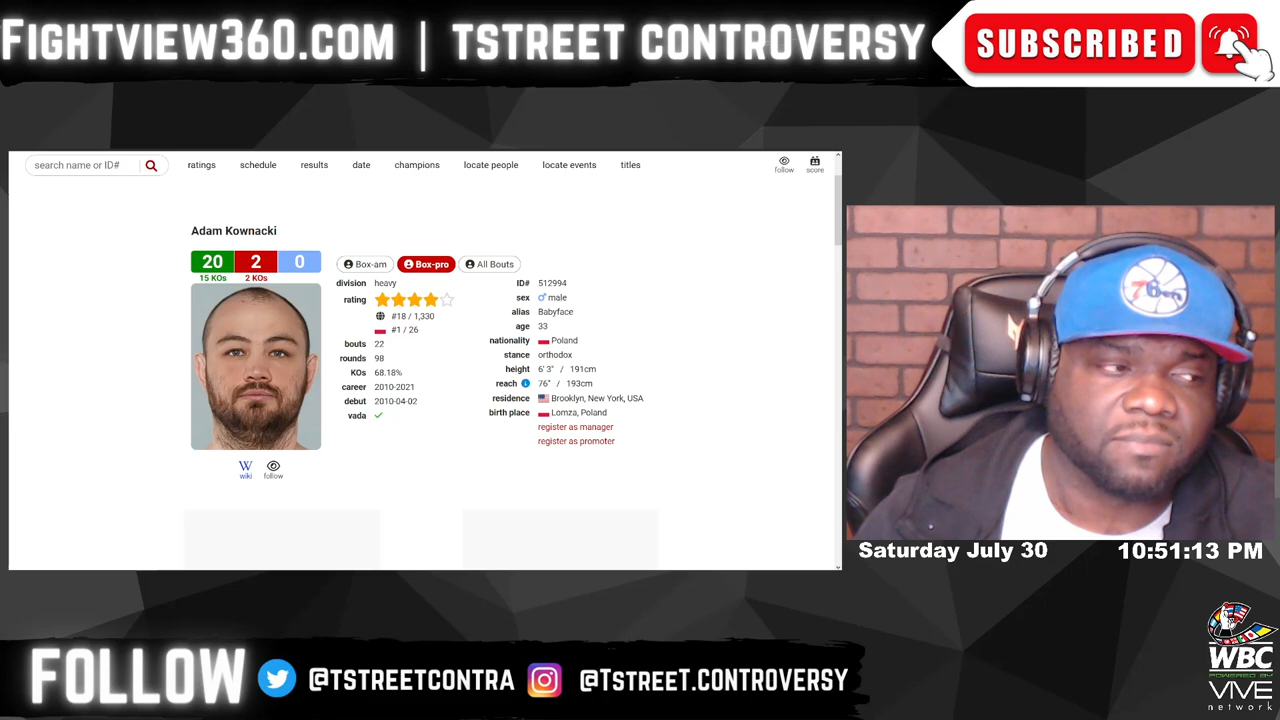 FIGHTVIEW360.COM | TSTREET CONTROVERSY
SUBSCRIBED
search name or ID#
ratings schedule results date champions locate people locate events titles
follow score
Adam Kownacki
20 2 0
15 KOs 2 KOs
Box-am Box-pro All Bouts
division heavy
rating
#18 / 1,330
#1 / 26
bouts 22
rounds 98
KOs 68.18%
career 2010-2021
debut 2010-04-02
vada
ID# 512994
sex ♂ male
alias Babyface
age 33
nationality Poland
stance orthodox
height 6' 3" / 191cm
reach i 76" / 193cm
residence Brooklyn, New York, USA
birth place Lomza, Poland
register as manager
register as promoter
W
wiki follow
76ers
Saturday July 30 10:51:13 PM
FOLLOW @TSTREETCONTRA @TSTREET.CONTROVERSY
WBC
POWERED BY
VIVE
network